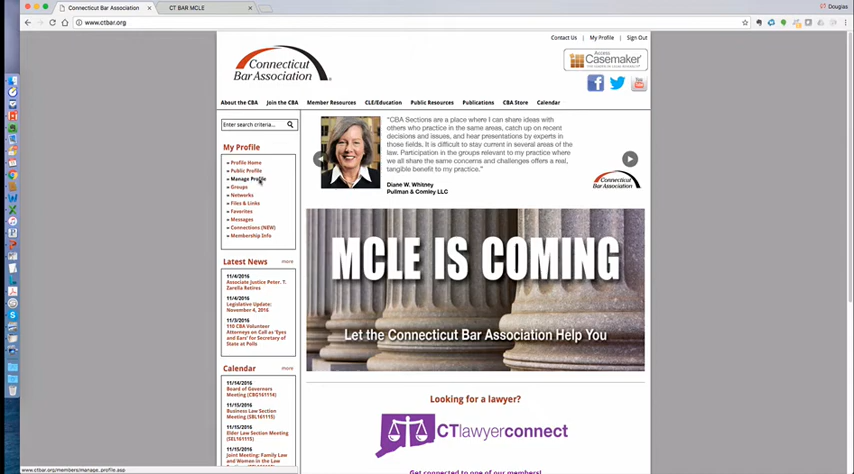 Connecticut Bar Association
CT BAR MCLE
Douglas
www.ctbar.org
Contact Us | My Profile | Sign Out
Connecticut
Bar Association
ACCESS
Casemaker
About the CBA Join the CBA Member Resources CLE/Education Public Resources Publications CBA Store Calendar
Enter search criteria...
My Profile
Profile Home
Public Profile
Manage Profile
Groups
Networks
Files & Links
Favorites
Messages
Connections (NEW)
Membership Info
"CBA Sections are a place where I can share ideas with
others who practice in the same areas, catch up on recent
decisions and issues, and hear presentations by experts in
those fields. It is difficult to stay current in several areas of the
law. Participation in the groups relevant to my practice where
we all share the same concerns and challenges offers a real,
tangible benefit to my practice."
Diane W. Whitney
Pullman & Comley LLC
Connecticut
Bar Association
MCLE IS COMING
Let the Connecticut Bar Association Help You
Latest News more
11/4/2016
Associate Justice Peter. T.
Zarella Retires
11/4/2016
Legislative Update:
November 4, 2016
11/3/2016
110 CBA Volunteer
Attorneys on Call as 'Eyes
and Ears' for Secretary of
State at Polls
Calendar more
11/14/2016
Board of Governors
Meeting (CBG161114)
11/15/2016
Business Law Section
Meeting (SBL161115)
11/15/2016
Elder Law Section Meeting
(SEL161115)
11/15/2016
Joint Meeting: Family Law
and Women in the Law
Looking for a lawyer?
CTlawyerconnect
Get connected to one of our members!
www.ctbar.org/members/manage_profile.asp